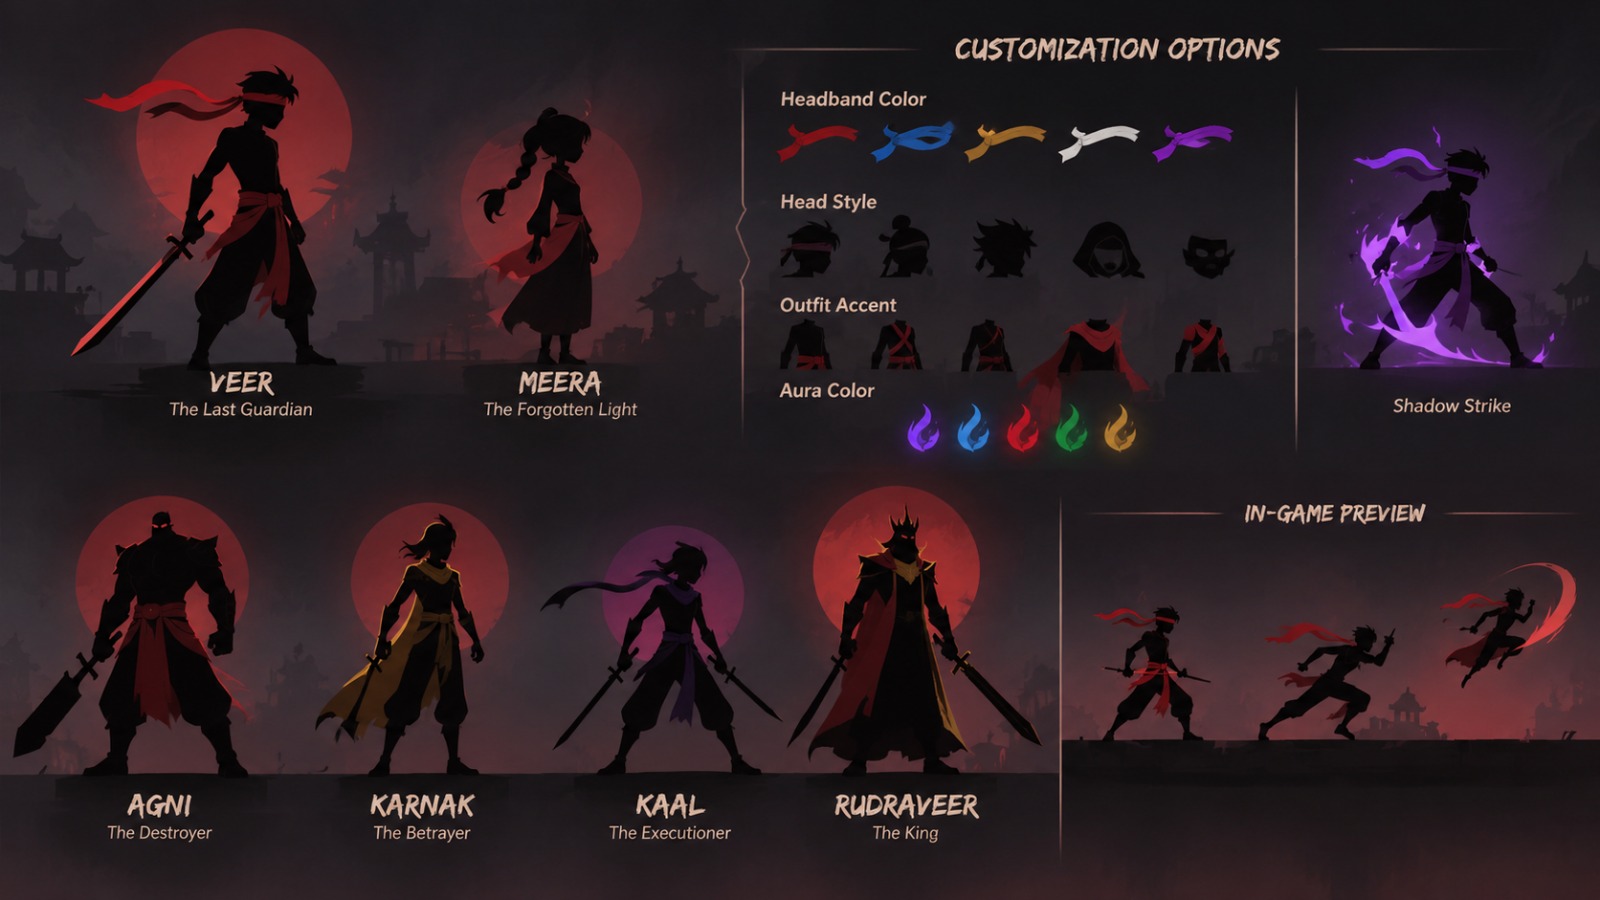 VEER
The Last Guardian
MEERA
The Forgotten Light
CUSTOMIZATION OPTIONS
Headband Color
Head Style
Outfit Accent
Aura Color
Shadow Strike
AGNI
The Destroyer
KARNAK
The Betrayer
KAAL
The Executioner
RUDRAVEER
The King
IN-GAME PREVIEW